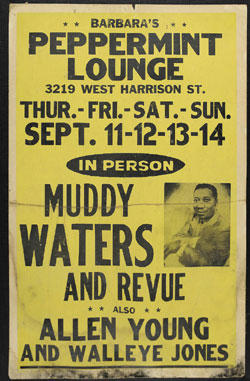 ★ ★ BARBARA'S ★ ★
PEPPERMINT
LOUNGE
3219 WEST HARRISON ST.
THUR.-FRI.-SAT.-SUN.
SEPT. 11-12-13-14
IN PERSON
MUDDY
WATERS
AND REVUE
★ ★ ALSO ★ ★
ALLEN YOUNG
AND WALLEYE JONES